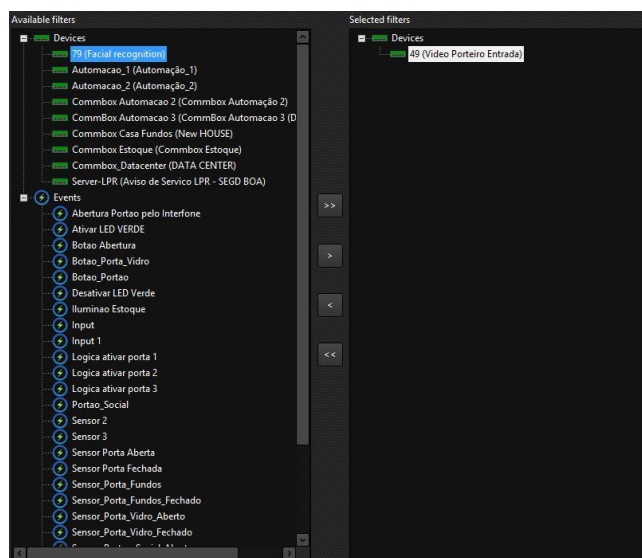 Available filters
Devices
79 (Facial recognition)
Automacao_1 (Automação_1)
Automacao_2 (Automação_2)
Commbox Automacao 2 (Commbox Automação 2)
CommBox Automacao 3 (CommBox Automacao 3 (D
Commbox Casa Fundos (New HOUSE)
Commbox Estoque (Commbox Estoque)
Commbox_Datacenter (DATA CENTER)
Server-LPR (Aviso de Servico LPR - SEGD BOA)
Events
Abertura Portao pelo Interfone
Ativar LED VERDE
Botao Abertura
Botao_Porta_Vidro
Botao_Portao
Desativar LED Verde
Iluminao Estoque
Input
Input 1
Logica ativar porta 1
Logica ativar porta 2
Logica ativar porta 3
Portao_Social
Sensor 2
Sensor 3
Sensor Porta Aberta
Sensor Porta Fechada
Sensor_Porta_Fundos
Sensor_Porta_Fundos_Fechado
Sensor_Porta_Vidro_Aberto
Sensor_Porta_Vidro_Fechado
>>
>
<
<<
Selected filters
Devices
49 (Video Porteiro Entrada)